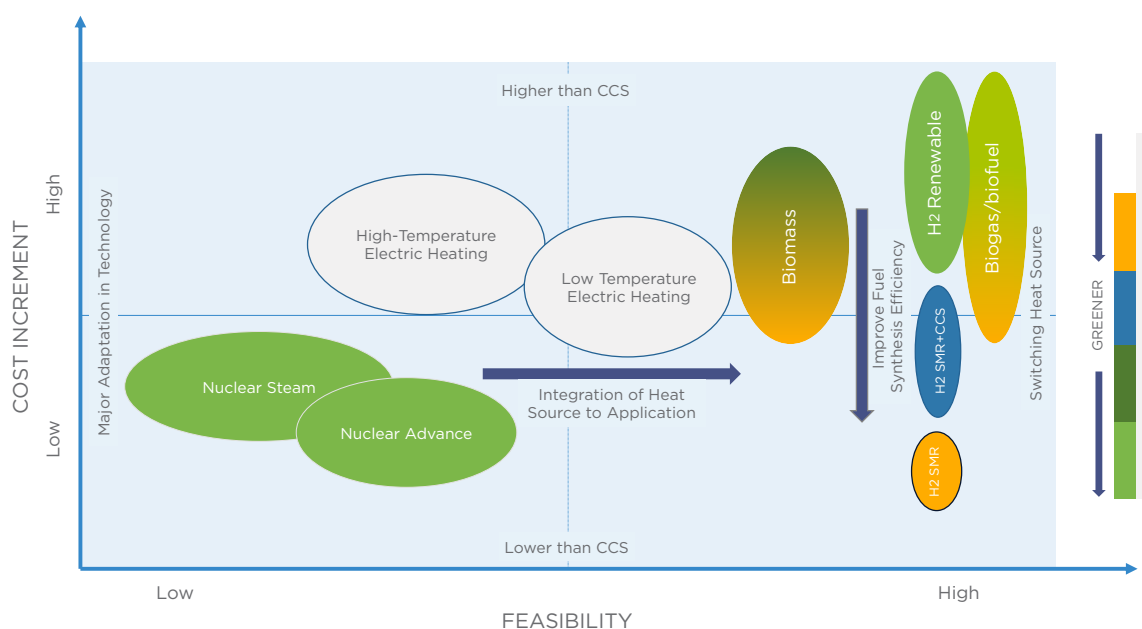 Higher than CCS
High
Low
COST INCREMENT
Major Adaptation in Technology
High-Temperature
Electric Heating
Low Temperature
Electric Heating
Biomass
Improve Fuel
Synthesis Efficiency
H2 Renewable
Biogas/biofuel
Switching Heat Source
H2 SMR+CCS
H2 SMR
Nuclear Steam
Nuclear Advance
Integration of Heat
Source to Application
Lower than CCS
Low
High
FEASIBILITY
GREENER